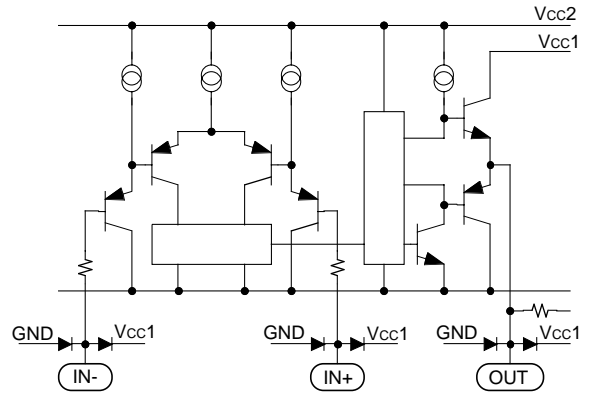 Vcc2
Vcc1
GND Vcc1 GND Vcc1 GND Vcc1
IN- IN+ OUT